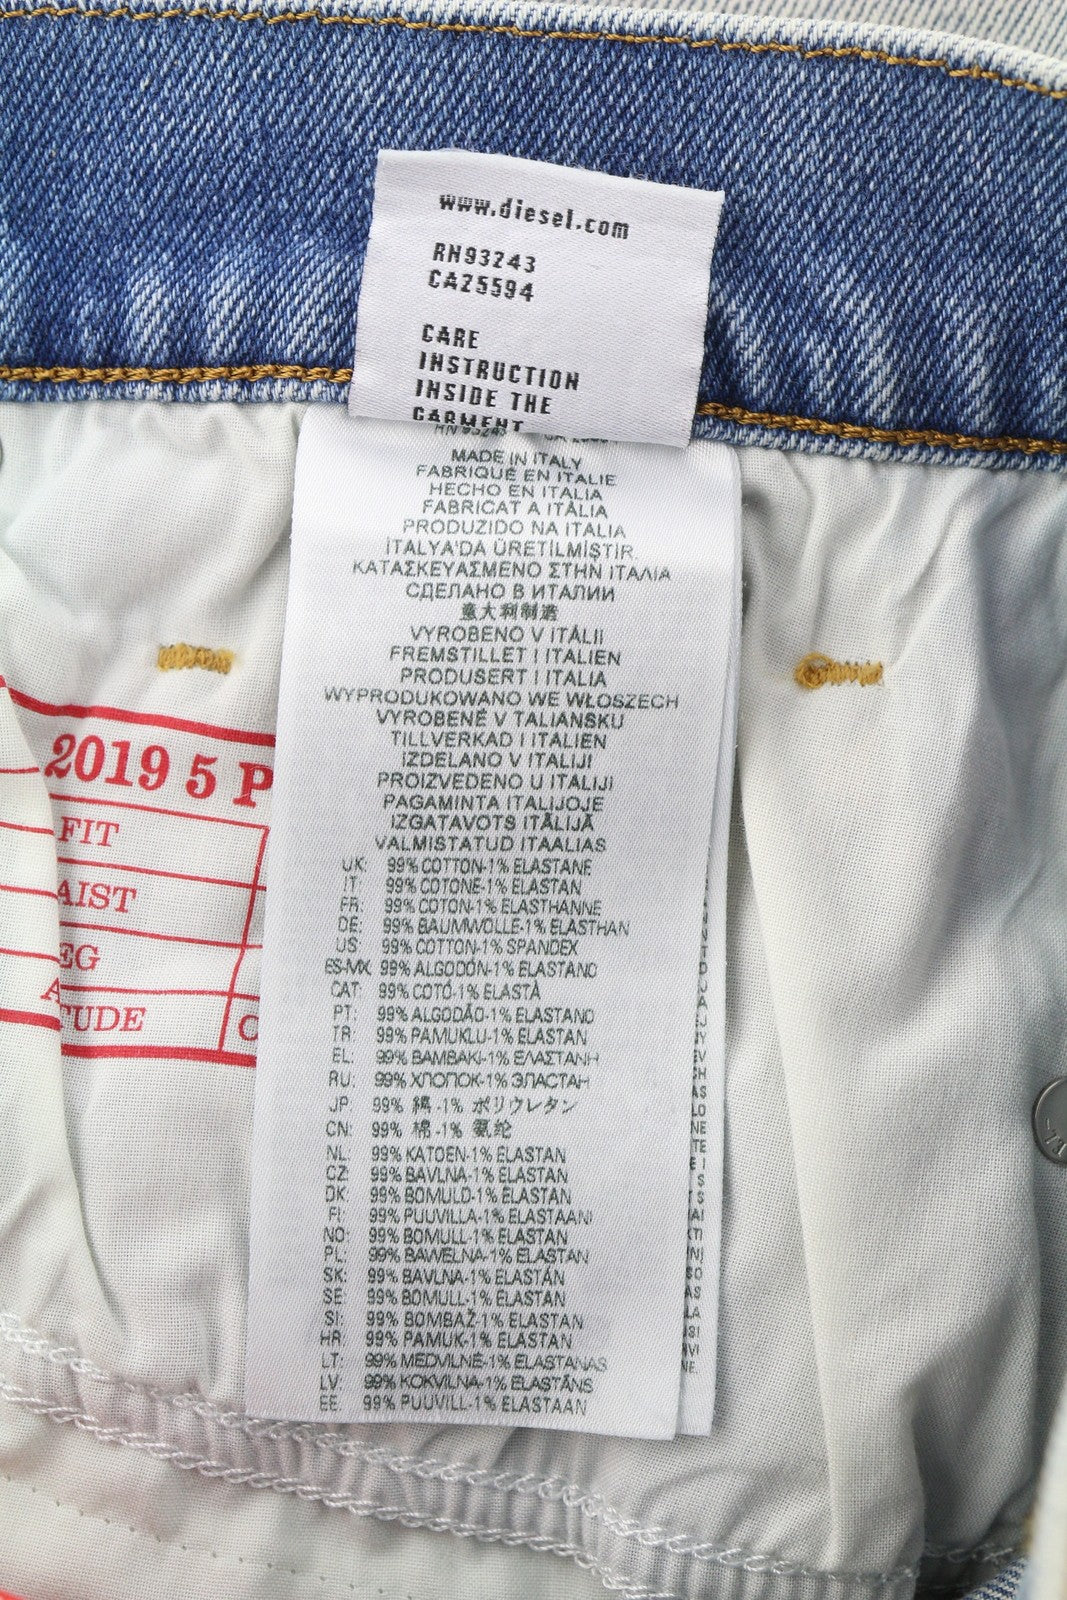 www.diesel.com
RN93243
CA25594
CARE
INSTRUCTION
INSIDE THE
GARMENT
MADE IN ITALY
FABRIQUÉ EN ITALIE
HECHO EN ITALIA
FABRICAT A ITÀLIA
PRODUZIDO NA ITALIA
İTALYA'DA ÜRETİLMİŞTİR
ΚΑΤΑΣΚΕΥΑΣΜΕΝΟ ΣΤΗΝ ΙΤΑΛΙΑ
СДЕЛАНО В ИТАЛИИ
意大利制造
VYROBENO V ITÁLII
FREMSTILLET I ITALIEN
PRODUSERT I ITALIA
WYPRODUKOWANO WE WŁOSZECH
VYROBENÉ V TALIANSKU
TILLVERKAD I ITALIEN
IZDELANO V ITALIJI
PROIZVEDENO U ITALIJI
PAGAMINTA ITALIJOJE
IZGATAVOTS ITĀLIJĀ
VALMISTATUD ITAALIAS
UK: 99% COTTON-1% ELASTANE
IT: 99% COTONE-1% ELASTAN
FR: 99% COTON-1% ELASTHANNE
DE: 99% BAUMWOLLE-1% ELASTHAN
US: 99% COTTON-1% SPANDEX
ES-MX: 99% ALGODÓN-1% ELASTANO
CAT: 99% COTÓ-1% ELASTÀ
PT: 99% ALGODÃO-1% ELASTANO
TR: 99% PAMUKLU-1% ELASTAN
EL: 99% ΒΑΜΒΑΚΙ-1% ΕΛΑΣΤΑΝΗ
RU: 99% ХЛОПОК-1% ЭЛАСТАН
JP: 99% 綿 -1% ポリウレタン
CN: 99% 棉 -1% 氨纶
NL: 99% KATOEN-1% ELASTAN
CZ: 99% BAVLNA-1% ELASTAN
DK: 99% BOMULD-1% ELASTAN
FI: 99% PUUVILLA-1% ELASTAANI
NO: 99% BOMULL-1% ELASTAN
PL: 99% BAWEŁNA-1% ELASTAN
SK: 99% BAVLNA-1% ELASTÁN
SE: 99% BOMULL-1% ELASTAN
SI: 99% BOMBAŽ-1% ELASTAN
HR: 99% PAMUK-1% ELASTAN
LT: 99% MEDVILNĖ-1% ELASTANAS
LV: 99% KOKVILNA-1% ELASTĀNS
EE: 99% PUUVILL-1% ELASTAAN
2019 5 P
FIT
AIST
EG
TUDE